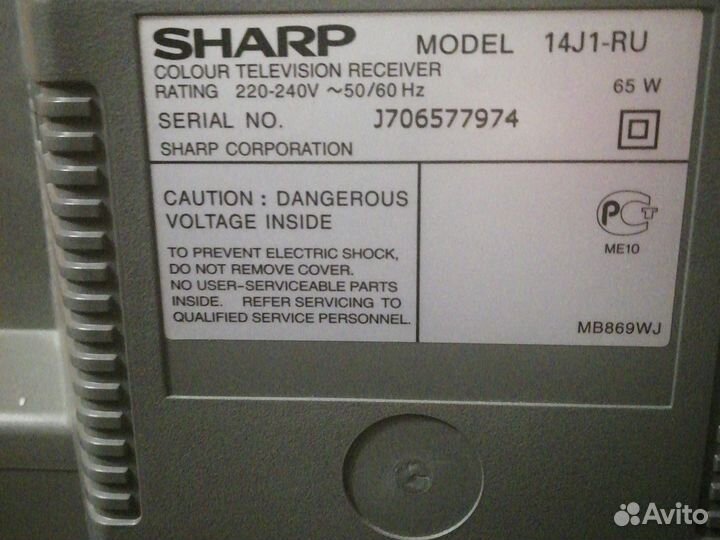 SHARP MODEL 14J1-RU
COLOUR TELEVISION RECEIVER
RATING 220-240V ~50/60 Hz 65 W
SERIAL NO. J706577974
SHARP CORPORATION
CAUTION : DANGEROUS
VOLTAGE INSIDE
TO PREVENT ELECTRIC SHOCK,
DO NOT REMOVE COVER.
NO USER-SERVICEABLE PARTS
INSIDE. REFER SERVICING TO
QUALIFIED SERVICE PERSONNEL.
РСТ
ME10
MB869WJ
Avito